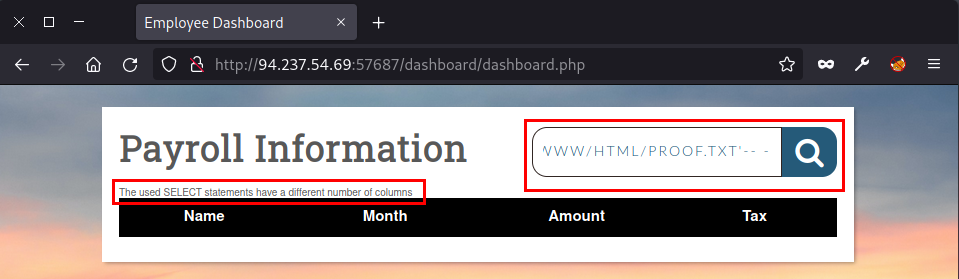 Employee Dashboard
http://94.237.54.69:57687/dashboard/dashboard.php
Payroll Information
WWW/HTML/PROOF.TXT'-- -
The used SELECT statements have a different number of columns
Name Month Amount Tax